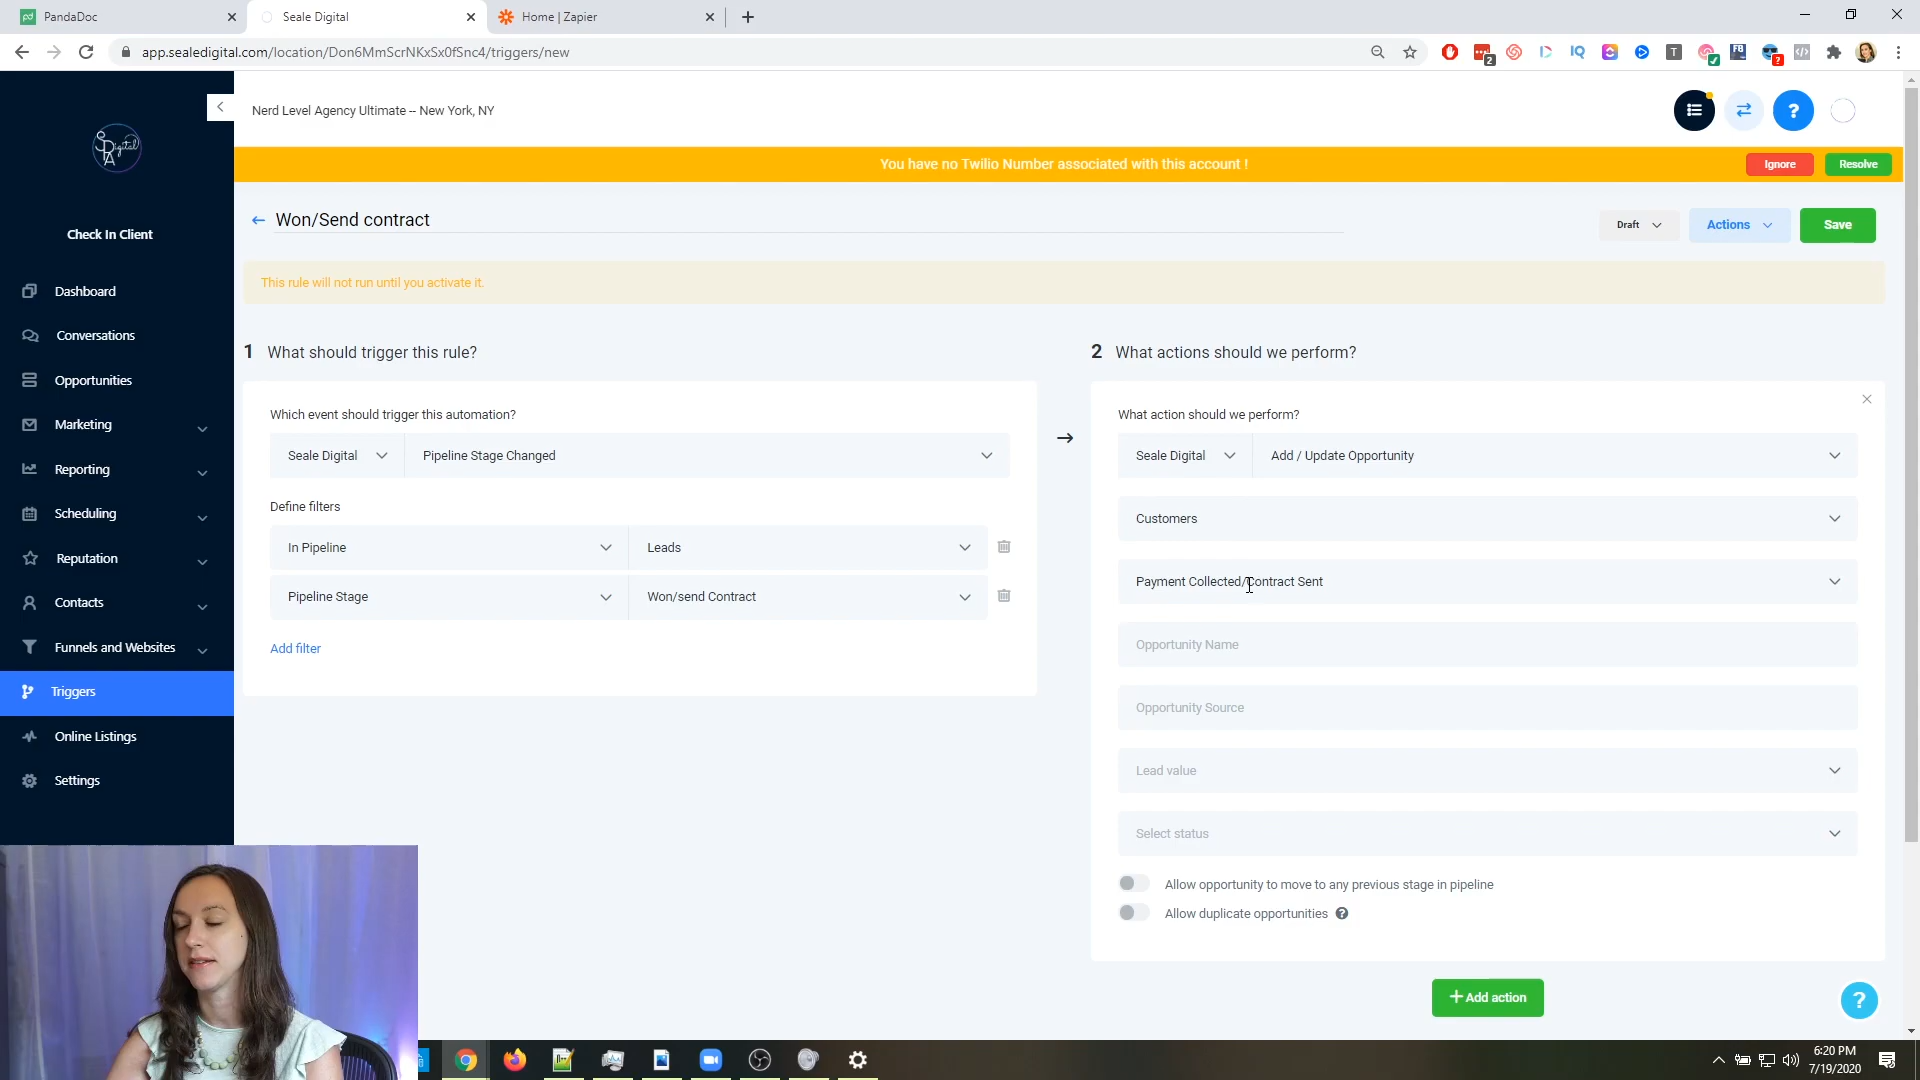 PandaDoc
Seale Digital
Home | Zapier
app.sealedigital.com/location/Don6MmScrNKxSx0fSnc4/triggers/new
Nerd Level Agency Ultimate -- New York, NY
You have no Twilio Number associated with this account !
Ignore
Resolve
Check In Client
Dashboard
Conversations
Opportunities
Marketing
Reporting
Scheduling
Reputation
Contacts
Funnels and Websites
Triggers
Online Listings
Settings
Won/Send contract
Draft
Actions
Save
This rule will not run until you activate it.
1 What should trigger this rule?
Which event should trigger this automation?
Seale Digital
Pipeline Stage Changed
Define filters
In Pipeline
Leads
Pipeline Stage
Won/send Contract
Add filter
2 What actions should we perform?
What action should we perform?
Seale Digital
Add / Update Opportunity
Customers
Payment Collected/Contract Sent
Opportunity Name
Opportunity Source
Lead value
Select status
Allow opportunity to move to any previous stage in pipeline
Allow duplicate opportunities
Add action
6:20 PM
7/19/2020